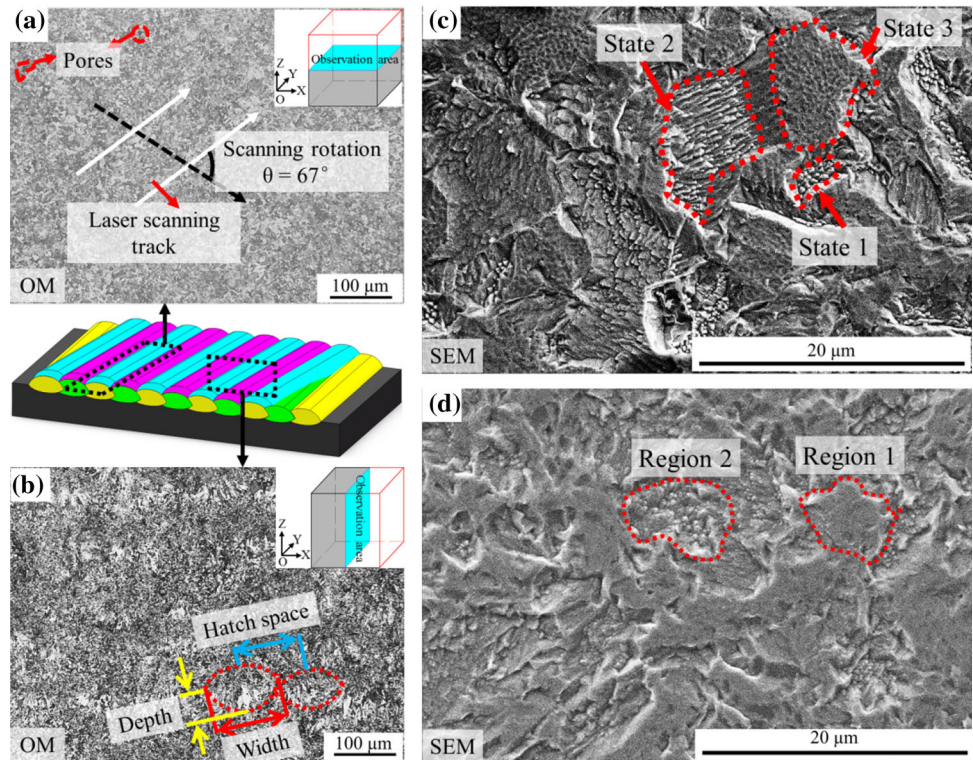 (a)
Pores
Observation area
Z
Y
O
X
Scanning rotation
θ = 67°
Laser scanning
track
OM
100 μm
(b)
Observation area
Z
Y
O
X
Hatch space
Depth
Width
OM
100 μm
(c)
State 2
State 3
State 1
SEM
20 μm
(d)
Region 2
Region 1
SEM
20 μm